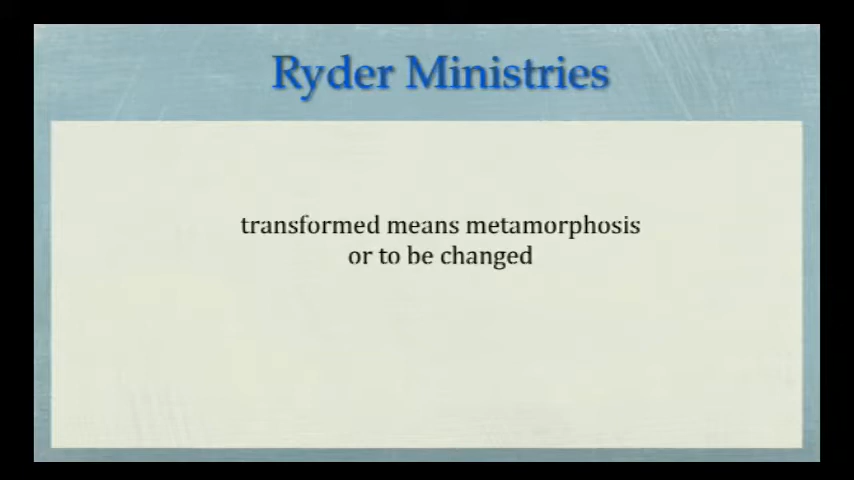 Ryder Ministries
transformed means metamorphosis
or to be changed